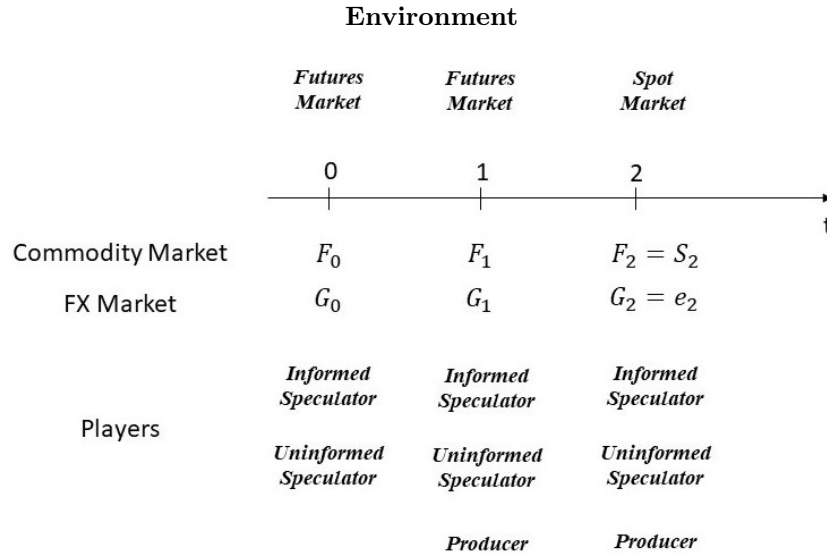 Environment
Futures Market
Futures Market
Spot Market
0 1 2
t
Commodity Market F₀ F₁ F₂ = S₂
FX Market G₀ G₁ G₂ = e₂
Players
Informed Speculator
Informed Speculator
Informed Speculator
Uninformed Speculator
Uninformed Speculator
Uninformed Speculator
Producer
Producer